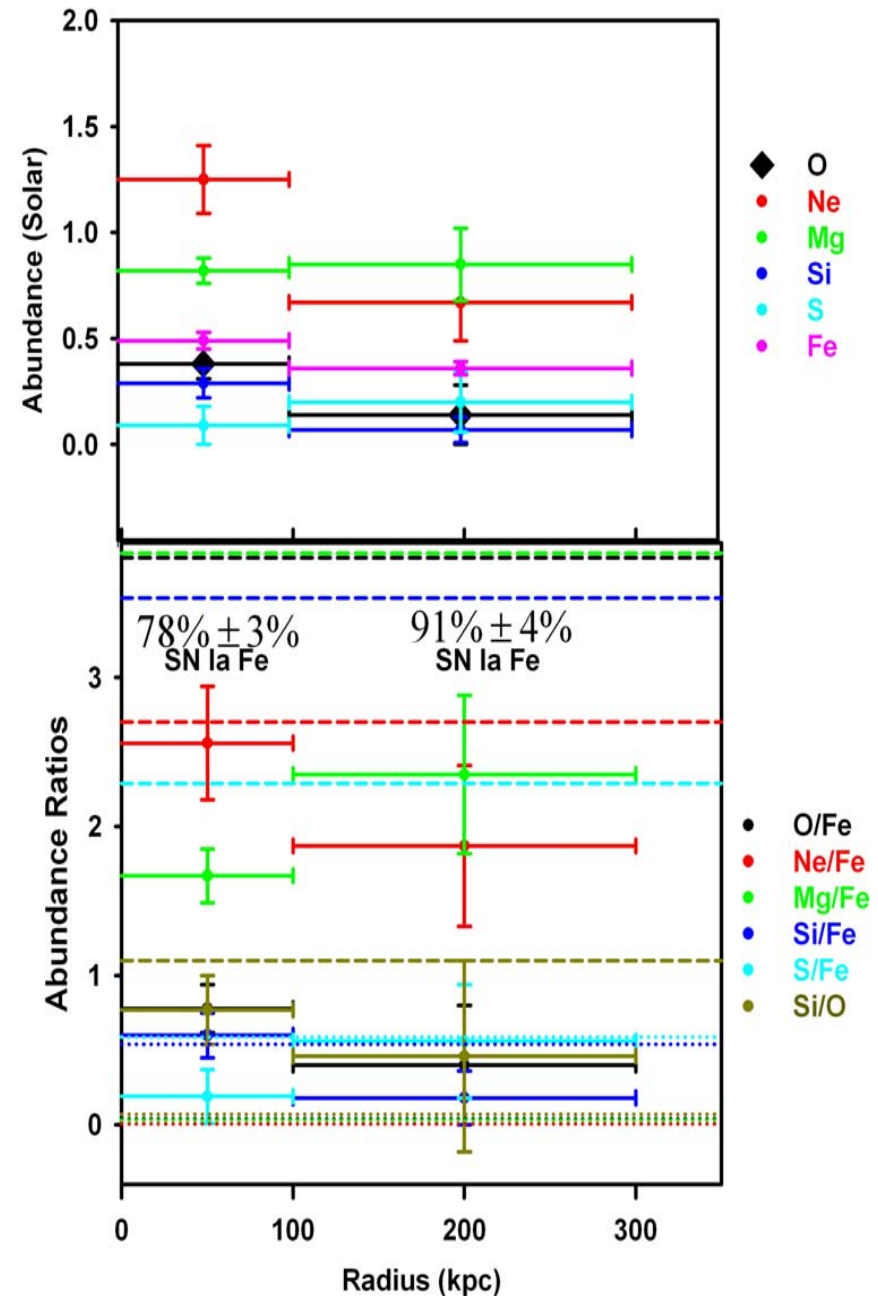 2.0
1.5
1.0
0.5
0.0
Abundance (Solar)
O
Ne
Mg
Si
S
Fe
78%±3%
SN Ia Fe
91%±4%
SN Ia Fe
3
2
1
0
Abundance Ratios
O/Fe
Ne/Fe
Mg/Fe
Si/Fe
S/Fe
Si/O
0 100 200 300
Radius (kpc)